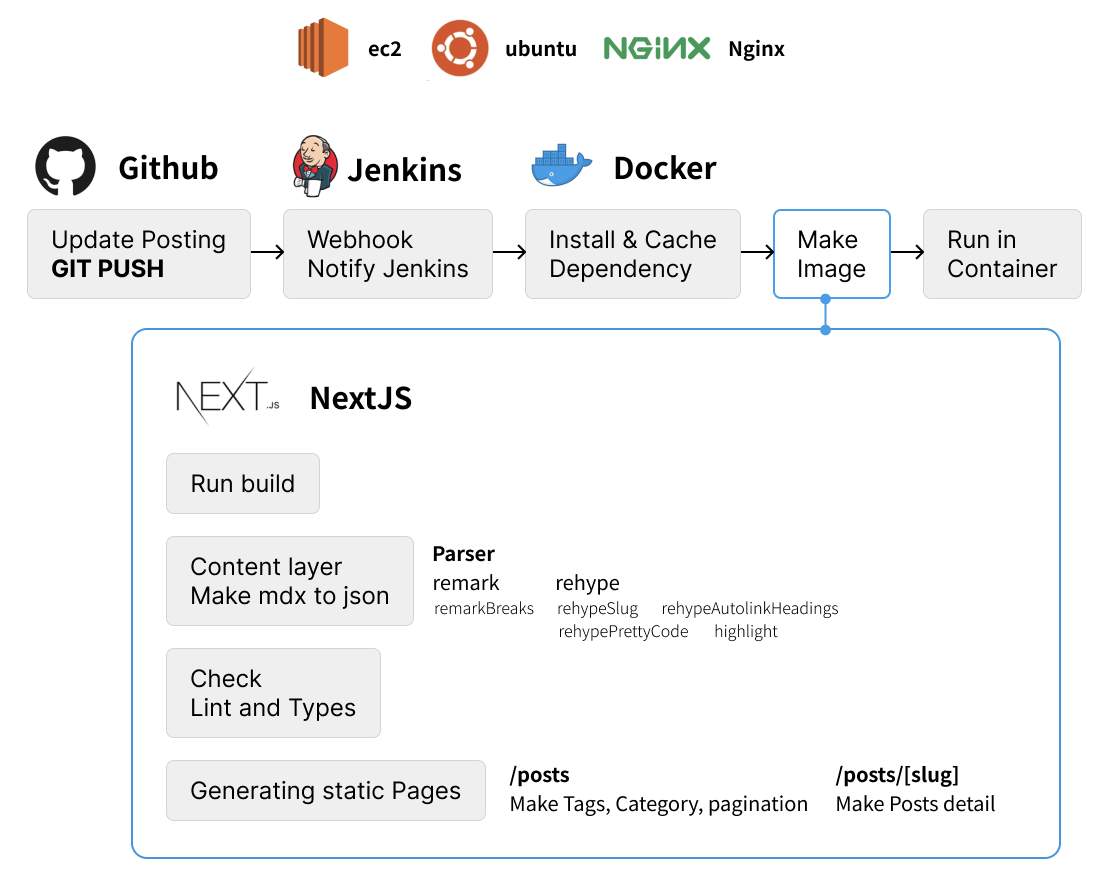 ec2
ubuntu
NGINX
Nginx
Github
Jenkins
Docker
Update Posting
GIT PUSH
Webhook
Notify Jenkins
Install & Cache
Dependency
Make
Image
Run in
Container
NEXT.JS
NextJS
Run build
Content layer
Make mdx to json
Parser
remark
rehype
remarkBreaks
rehypeSlug
rehypeAutolinkHeadings
rehypePrettyCode
highlight
Check
Lint and Types
Generating static Pages
/posts
Make Tags, Category, pagination
/posts/[slug]
Make Posts detail